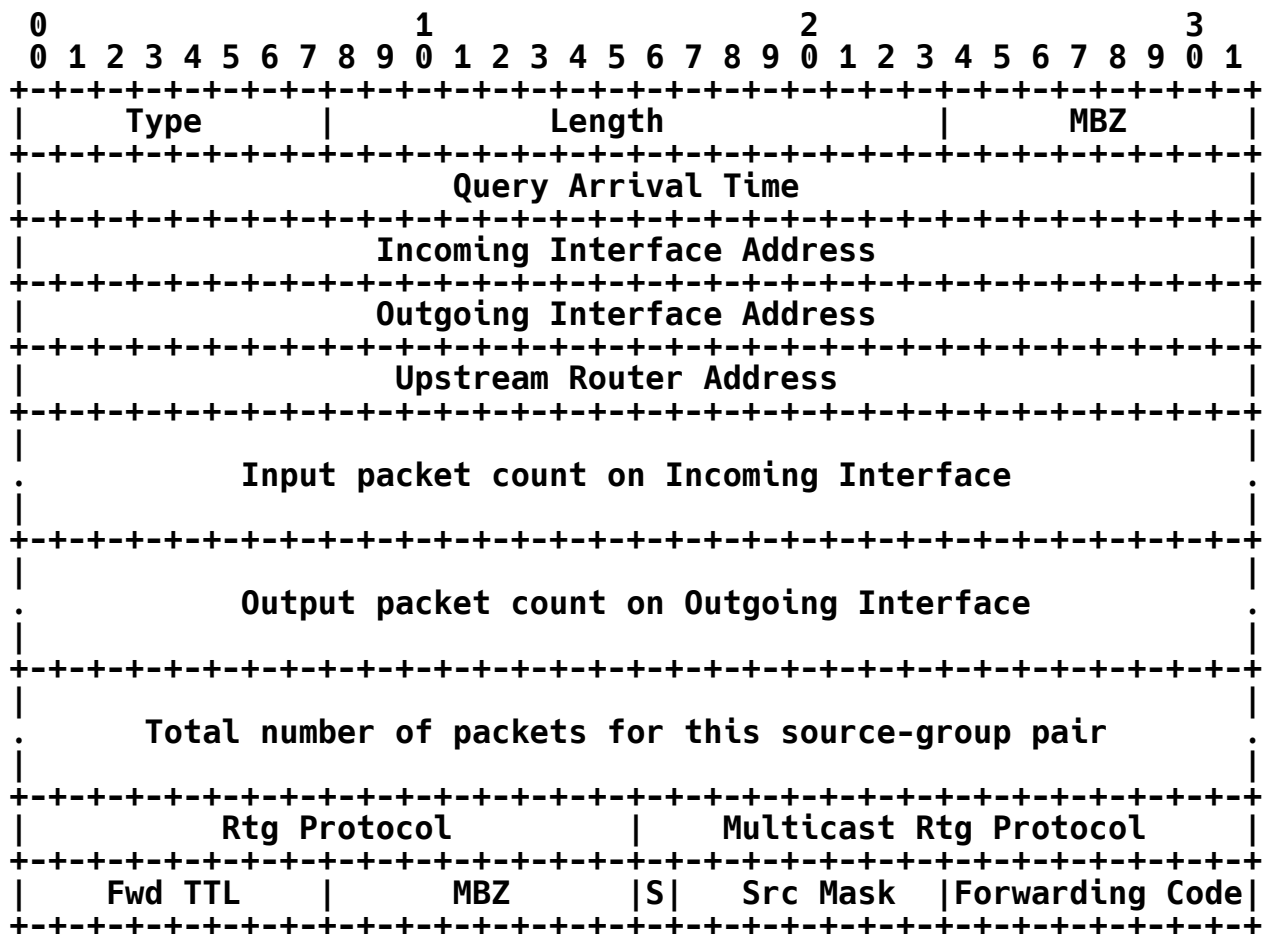 0                   1                   2                   3
 0 1 2 3 4 5 6 7 8 9 0 1 2 3 4 5 6 7 8 9 0 1 2 3 4 5 6 7 8 9 0 1
+-+-+-+-+-+-+-+-+-+-+-+-+-+-+-+-+-+-+-+-+-+-+-+-+-+-+-+-+-+-+-+-+
|     Type      |           Length              |      MBZ      |
+-+-+-+-+-+-+-+-+-+-+-+-+-+-+-+-+-+-+-+-+-+-+-+-+-+-+-+-+-+-+-+-+
|                      Query Arrival Time                       |
+-+-+-+-+-+-+-+-+-+-+-+-+-+-+-+-+-+-+-+-+-+-+-+-+-+-+-+-+-+-+-+-+
|                  Incoming Interface Address                   |
+-+-+-+-+-+-+-+-+-+-+-+-+-+-+-+-+-+-+-+-+-+-+-+-+-+-+-+-+-+-+-+-+
|                  Outgoing Interface Address                   |
+-+-+-+-+-+-+-+-+-+-+-+-+-+-+-+-+-+-+-+-+-+-+-+-+-+-+-+-+-+-+-+-+
|                   Upstream Router Address                     |
+-+-+-+-+-+-+-+-+-+-+-+-+-+-+-+-+-+-+-+-+-+-+-+-+-+-+-+-+-+-+-+-+
|                                                               |
.           Input packet count on Incoming Interface            .
|                                                               |
+-+-+-+-+-+-+-+-+-+-+-+-+-+-+-+-+-+-+-+-+-+-+-+-+-+-+-+-+-+-+-+-+
|                                                               |
.           Output packet count on Outgoing Interface           .
|                                                               |
+-+-+-+-+-+-+-+-+-+-+-+-+-+-+-+-+-+-+-+-+-+-+-+-+-+-+-+-+-+-+-+-+
|                                                               |
.      Total number of packets for this source-group pair       .
|                                                               |
+-+-+-+-+-+-+-+-+-+-+-+-+-+-+-+-+-+-+-+-+-+-+-+-+-+-+-+-+-+-+-+-+
|          Rtg Protocol         |    Multicast Rtg Protocol     |
+-+-+-+-+-+-+-+-+-+-+-+-+-+-+-+-+-+-+-+-+-+-+-+-+-+-+-+-+-+-+-+-+
|    Fwd TTL    |      MBZ      |S|   Src Mask  |Forwarding Code|
+-+-+-+-+-+-+-+-+-+-+-+-+-+-+-+-+-+-+-+-+-+-+-+-+-+-+-+-+-+-+-+-+